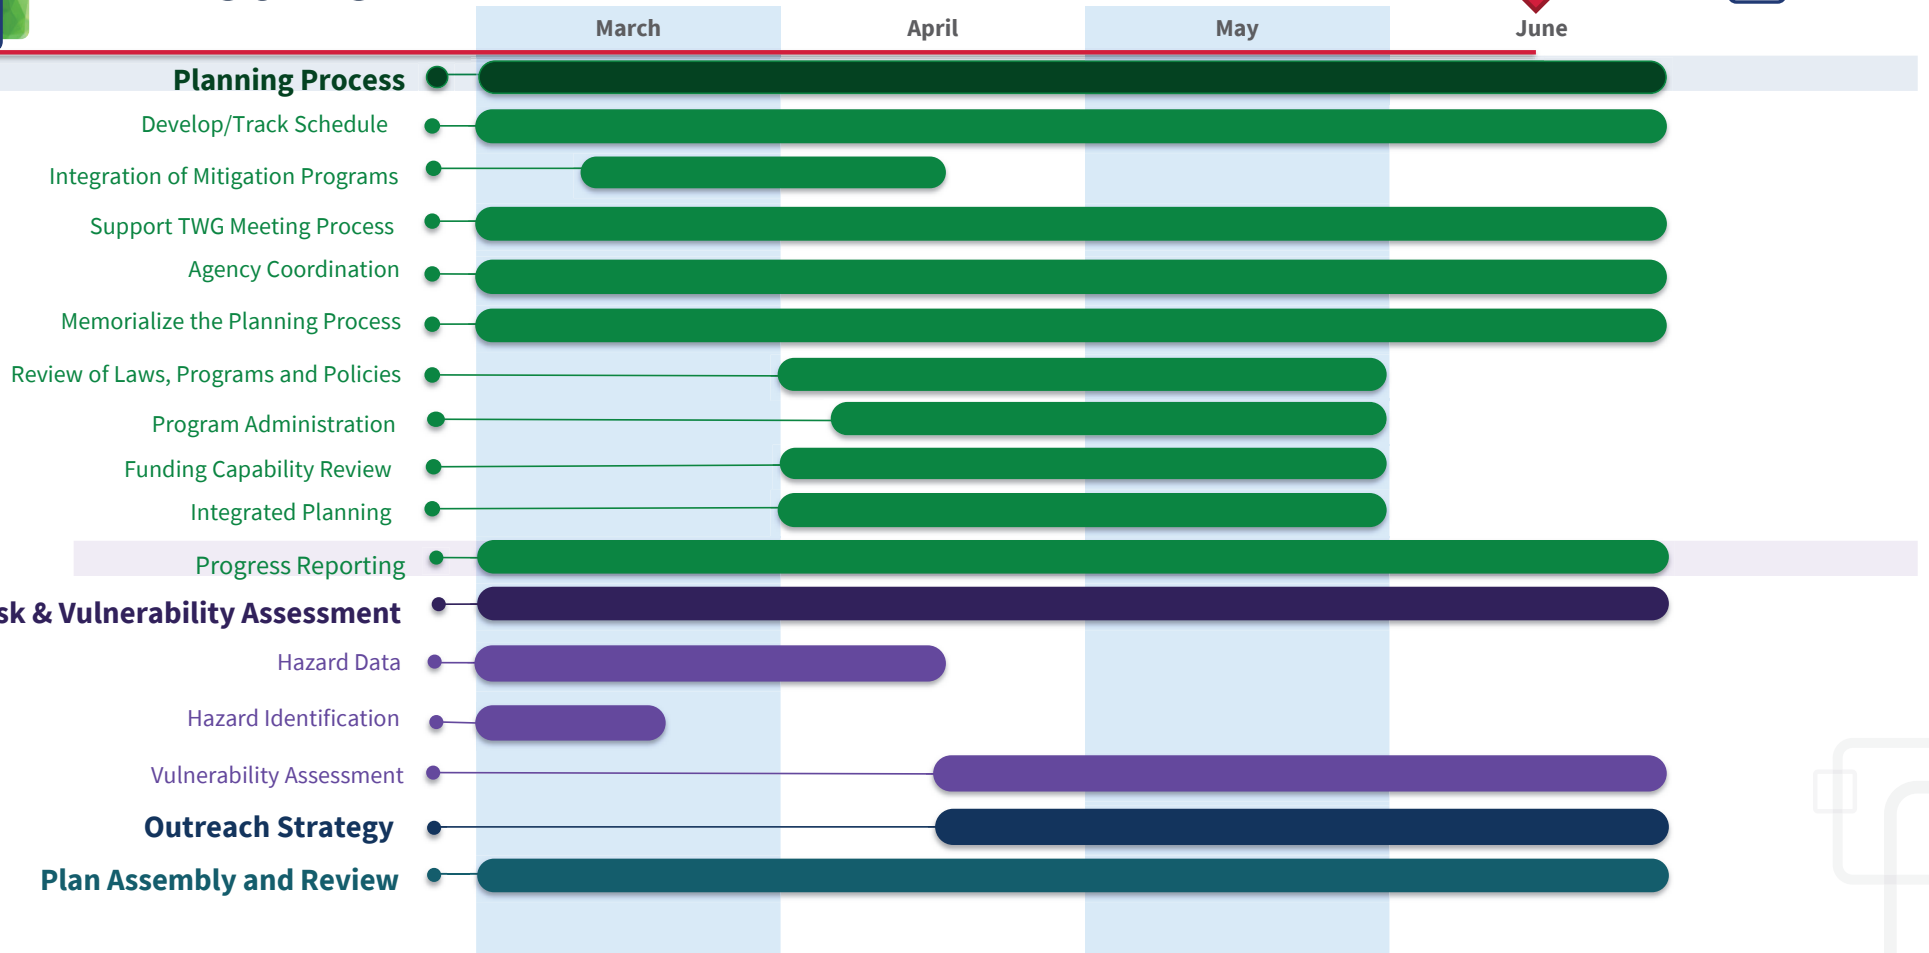 March April May June
Planning Process
Develop/Track Schedule
Integration of Mitigation Programs
Support TWG Meeting Process
Agency Coordination
Memorialize the Planning Process
Review of Laws, Programs and Policies
Program Administration
Funding Capability Review
Integrated Planning
Progress Reporting
sk & Vulnerability Assessment
Hazard Data
Hazard Identification
Vulnerability Assessment
Outreach Strategy
Plan Assembly and Review